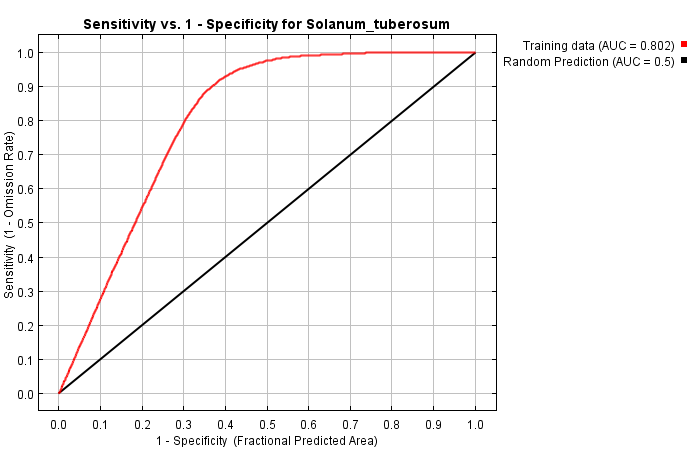 Sensitivity vs. 1 - Specificity for Solanum_tuberosum
Training data (AUC = 0.802)
Random Prediction (AUC = 0.5)
Sensitivity (1 - Omission Rate)
1.0
0.9
0.8
0.7
0.6
0.5
0.4
0.3
0.2
0.1
0.0
0.0 0.1 0.2 0.3 0.4 0.5 0.6 0.7 0.8 0.9 1.0
1 - Specificity (Fractional Predicted Area)